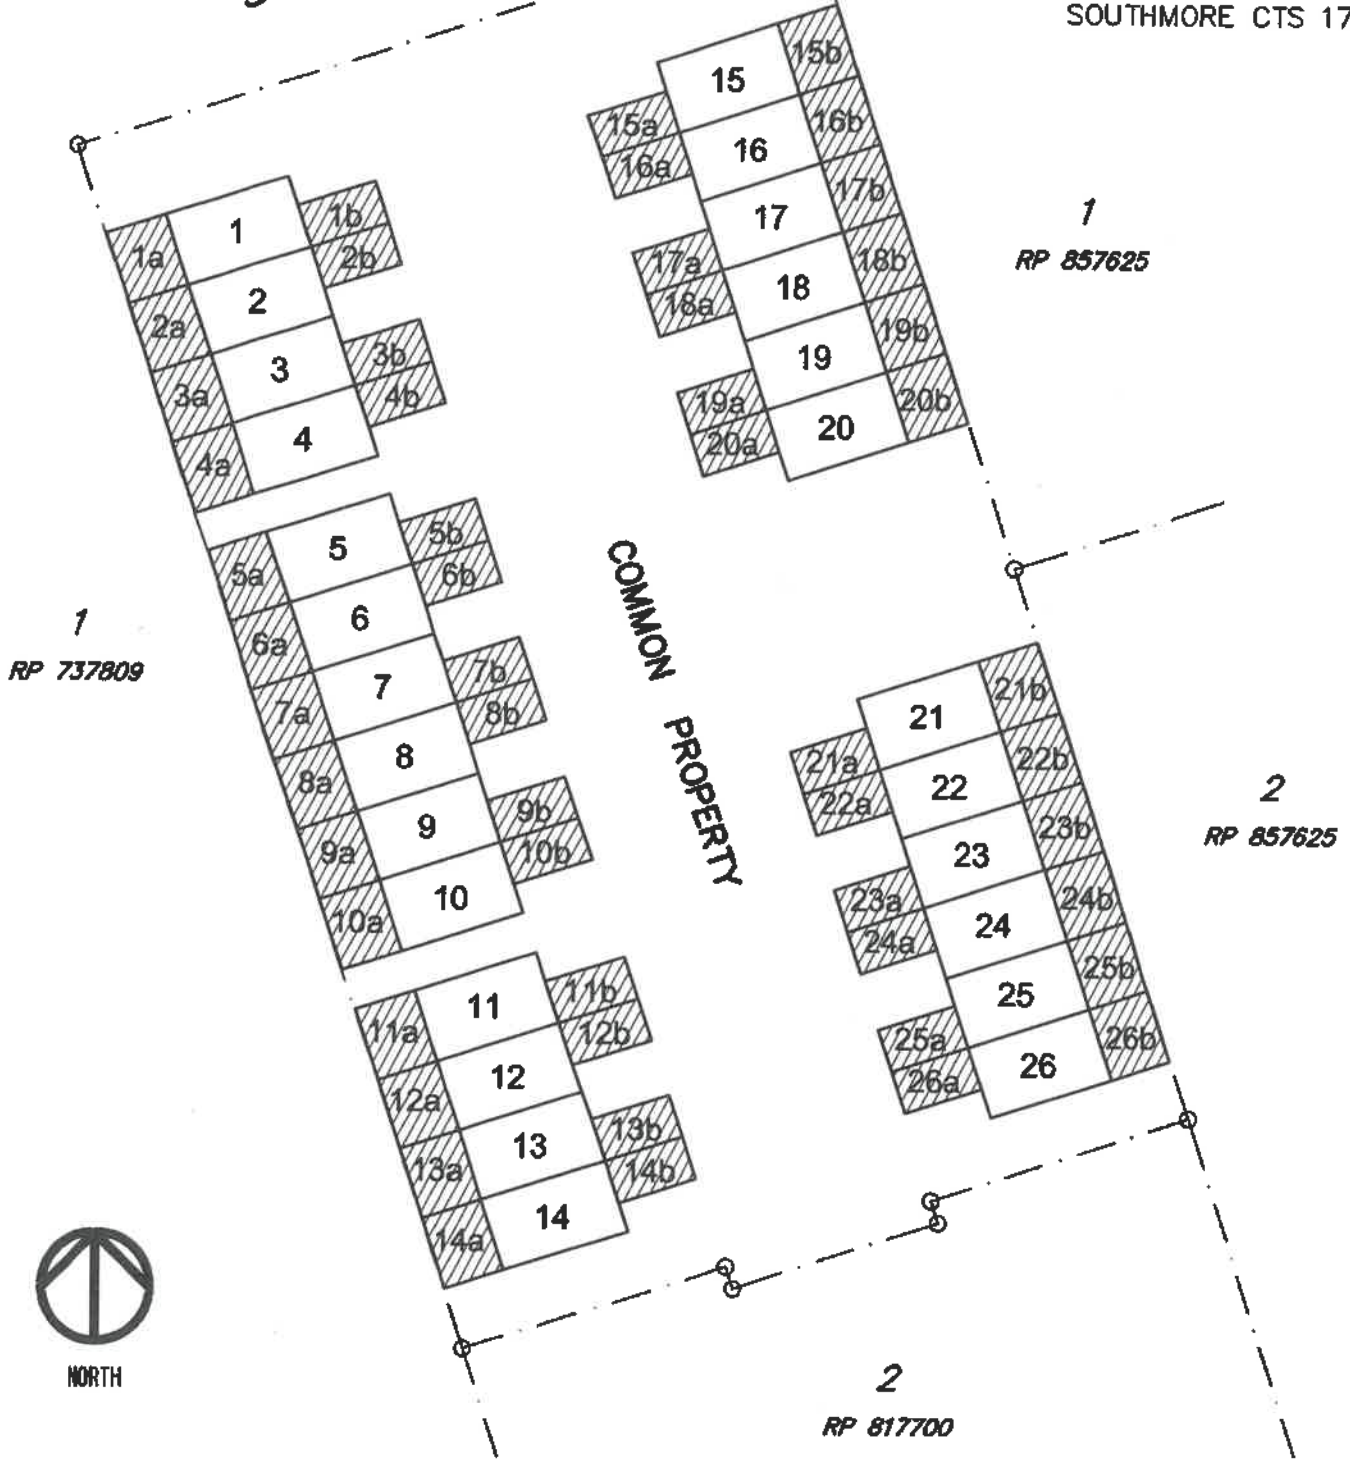 SOUTHMORE CTS 17
15
15b
15a
16
16b
16a
17
17b
17a
18
18b
18a
19
19b
19a
20
20b
20a
1
RP 857625
1
1a
1b
2
2a
2b
3
3a
3b
4
4a
4b
5
5a
5b
6
6a
6b
7
7a
7b
8
8a
8b
9
9a
9b
10
10a
10b
1
RP 737809
COMMON PROPERTY
21
21b
21a
22
22b
22a
23
23b
23a
24
24b
24a
25
25b
25a
26
26b
26a
2
RP 857625
11
11a
11b
12
12a
12b
13
13a
13b
14
14a
14b
NORTH
2
RP 817700